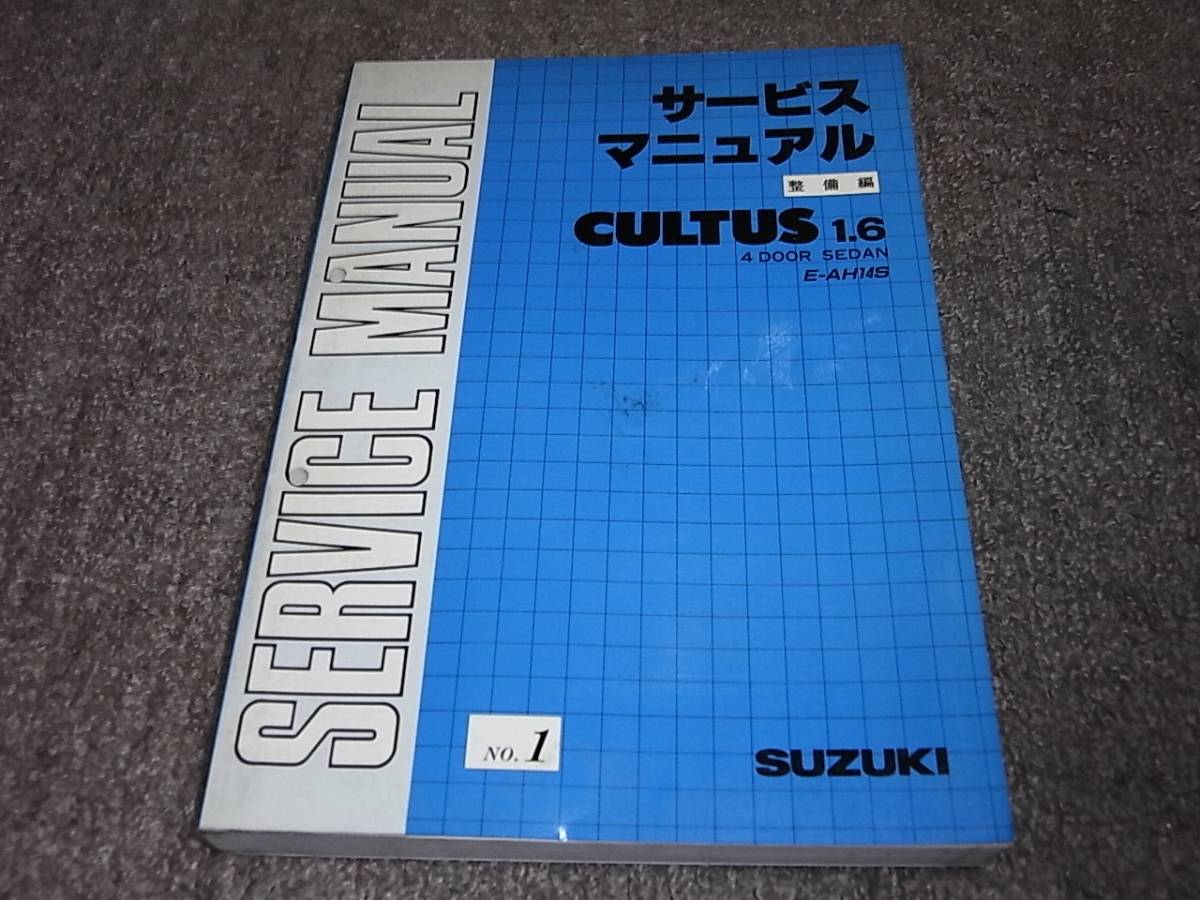 SERVICE MANUAL
サービス
マニュアル
整備編
CULTUS 1.6
4 DOOR SEDAN
E-AH14S
NO. 1
SUZUKI